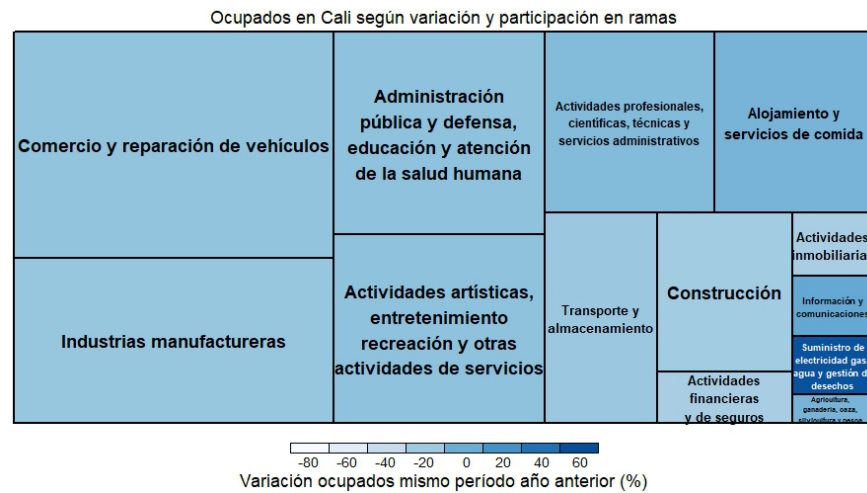 Ocupados en Cali según variación y participación en ramas
Comercio y reparación de vehículos
Industrias manufactureras
Administración
pública y defensa,
educación y atención
de la salud humana
Actividades artísticas,
entretenimiento
recreación y otras
actividades de servicios
Actividades profesionales,
científicas, técnicas y
servicios administrativos
Alojamiento y
servicios de comida
Transporte y
almacenamiento
Construcción
Actividades
financieras
y de seguros
Actividades
inmobiliaria
Información y
comunicaciones
Suministro de
electricidad gas,
agua y gestión d
desechos
Agricultura,
ganadería, caza,
silvicultura y pesca
-80 -60 -40 -20 0 20 40 60
Variación ocupados mismo período año anterior (%)